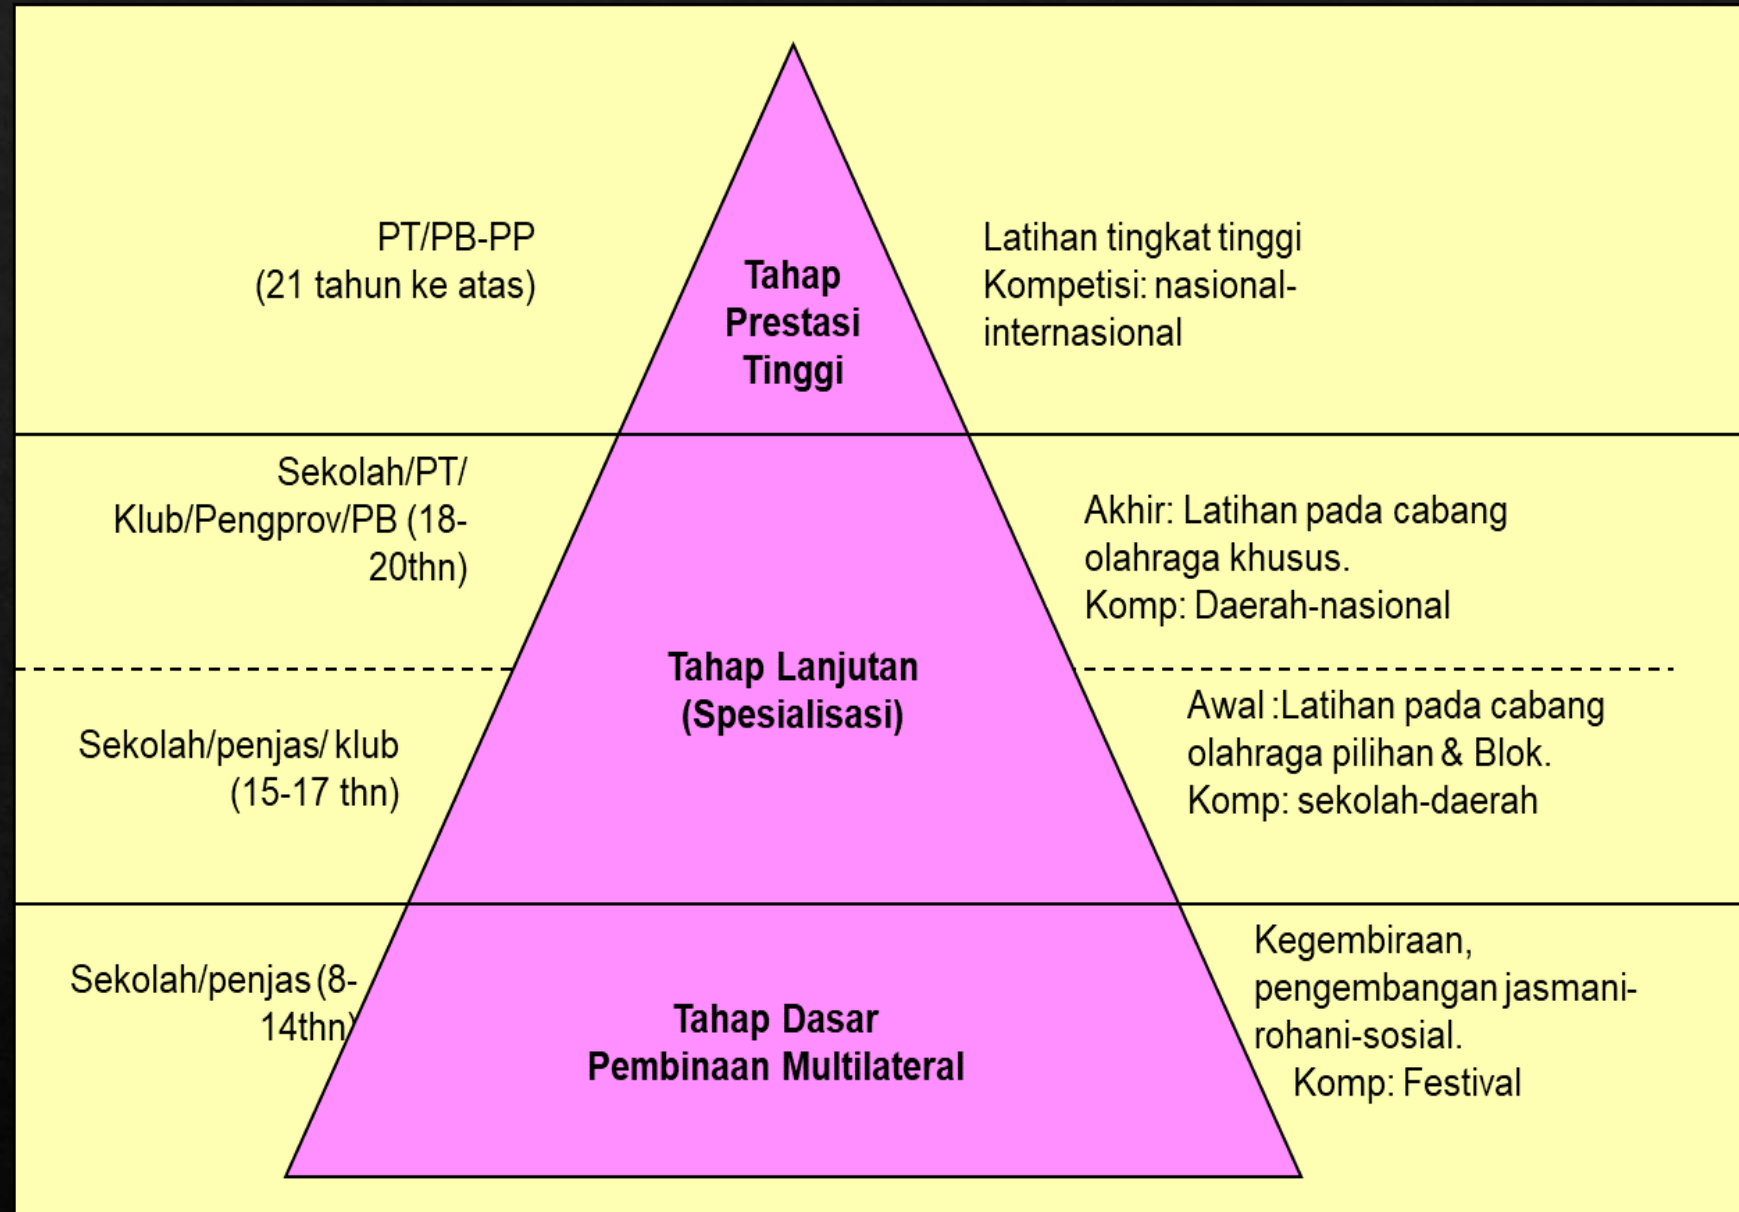 PT/PB-PP
(21 tahun ke atas)
Tahap
Prestasi
Tinggi
Latihan tingkat tinggi
Kompetisi: nasional-
internasional
Sekolah/PT/
Klub/Pengprov/PB (18-
20thn)
Akhir: Latihan pada cabang
olahraga khusus.
Komp: Daerah-nasional
Tahap Lanjutan
(Spesialisasi)
Sekolah/penjas/ klub
(15-17 thn)
Awal :Latihan pada cabang
olahraga pilihan & Blok.
Komp: sekolah-daerah
Sekolah/penjas (8-
14thn)
Tahap Dasar
Pembinaan Multilateral
Kegembiraan,
pengembangan jasmani-
rohani-sosial.
Komp: Festival